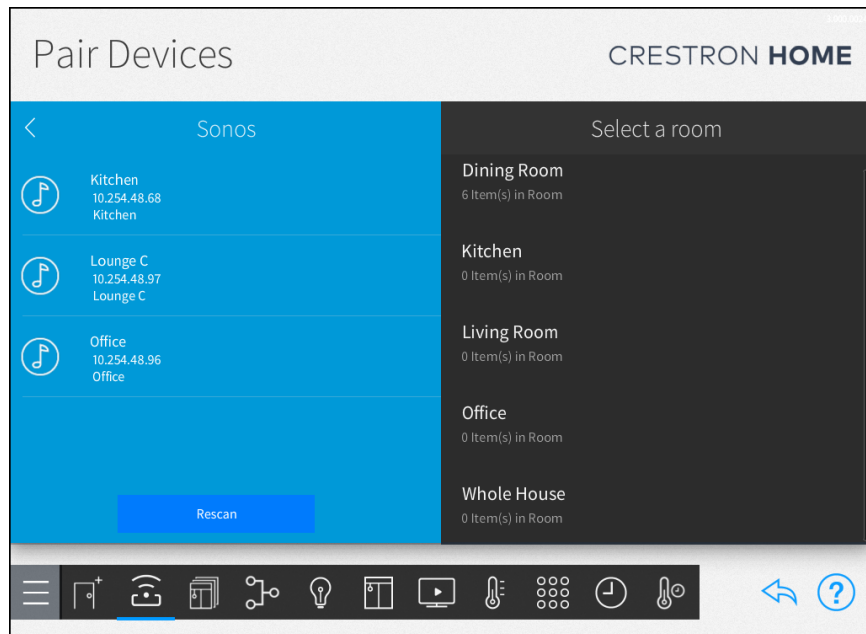 Pair Devices
CRESTRON HOME
Sonos
Kitchen
10.254.48.68
Kitchen
Lounge C
10.254.48.97
Lounge C
Office
10.254.48.96
Office
Rescan
Select a room
Dining Room
6 Item(s) in Room
Kitchen
0 Item(s) in Room
Living Room
0 Item(s) in Room
Office
0 Item(s) in Room
Whole House
0 Item(s) in Room
?